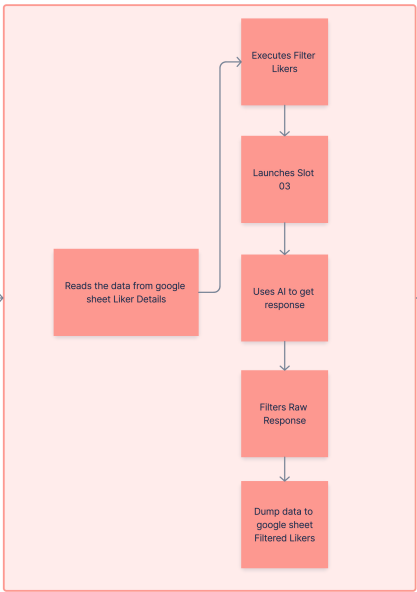 Executes Filter
Likers
Launches Slot
03
Reads the data from google
sheet Liker Details
Uses AI to get
response
Filters Raw
Response
Dump data to
google sheet
Filtered Likers